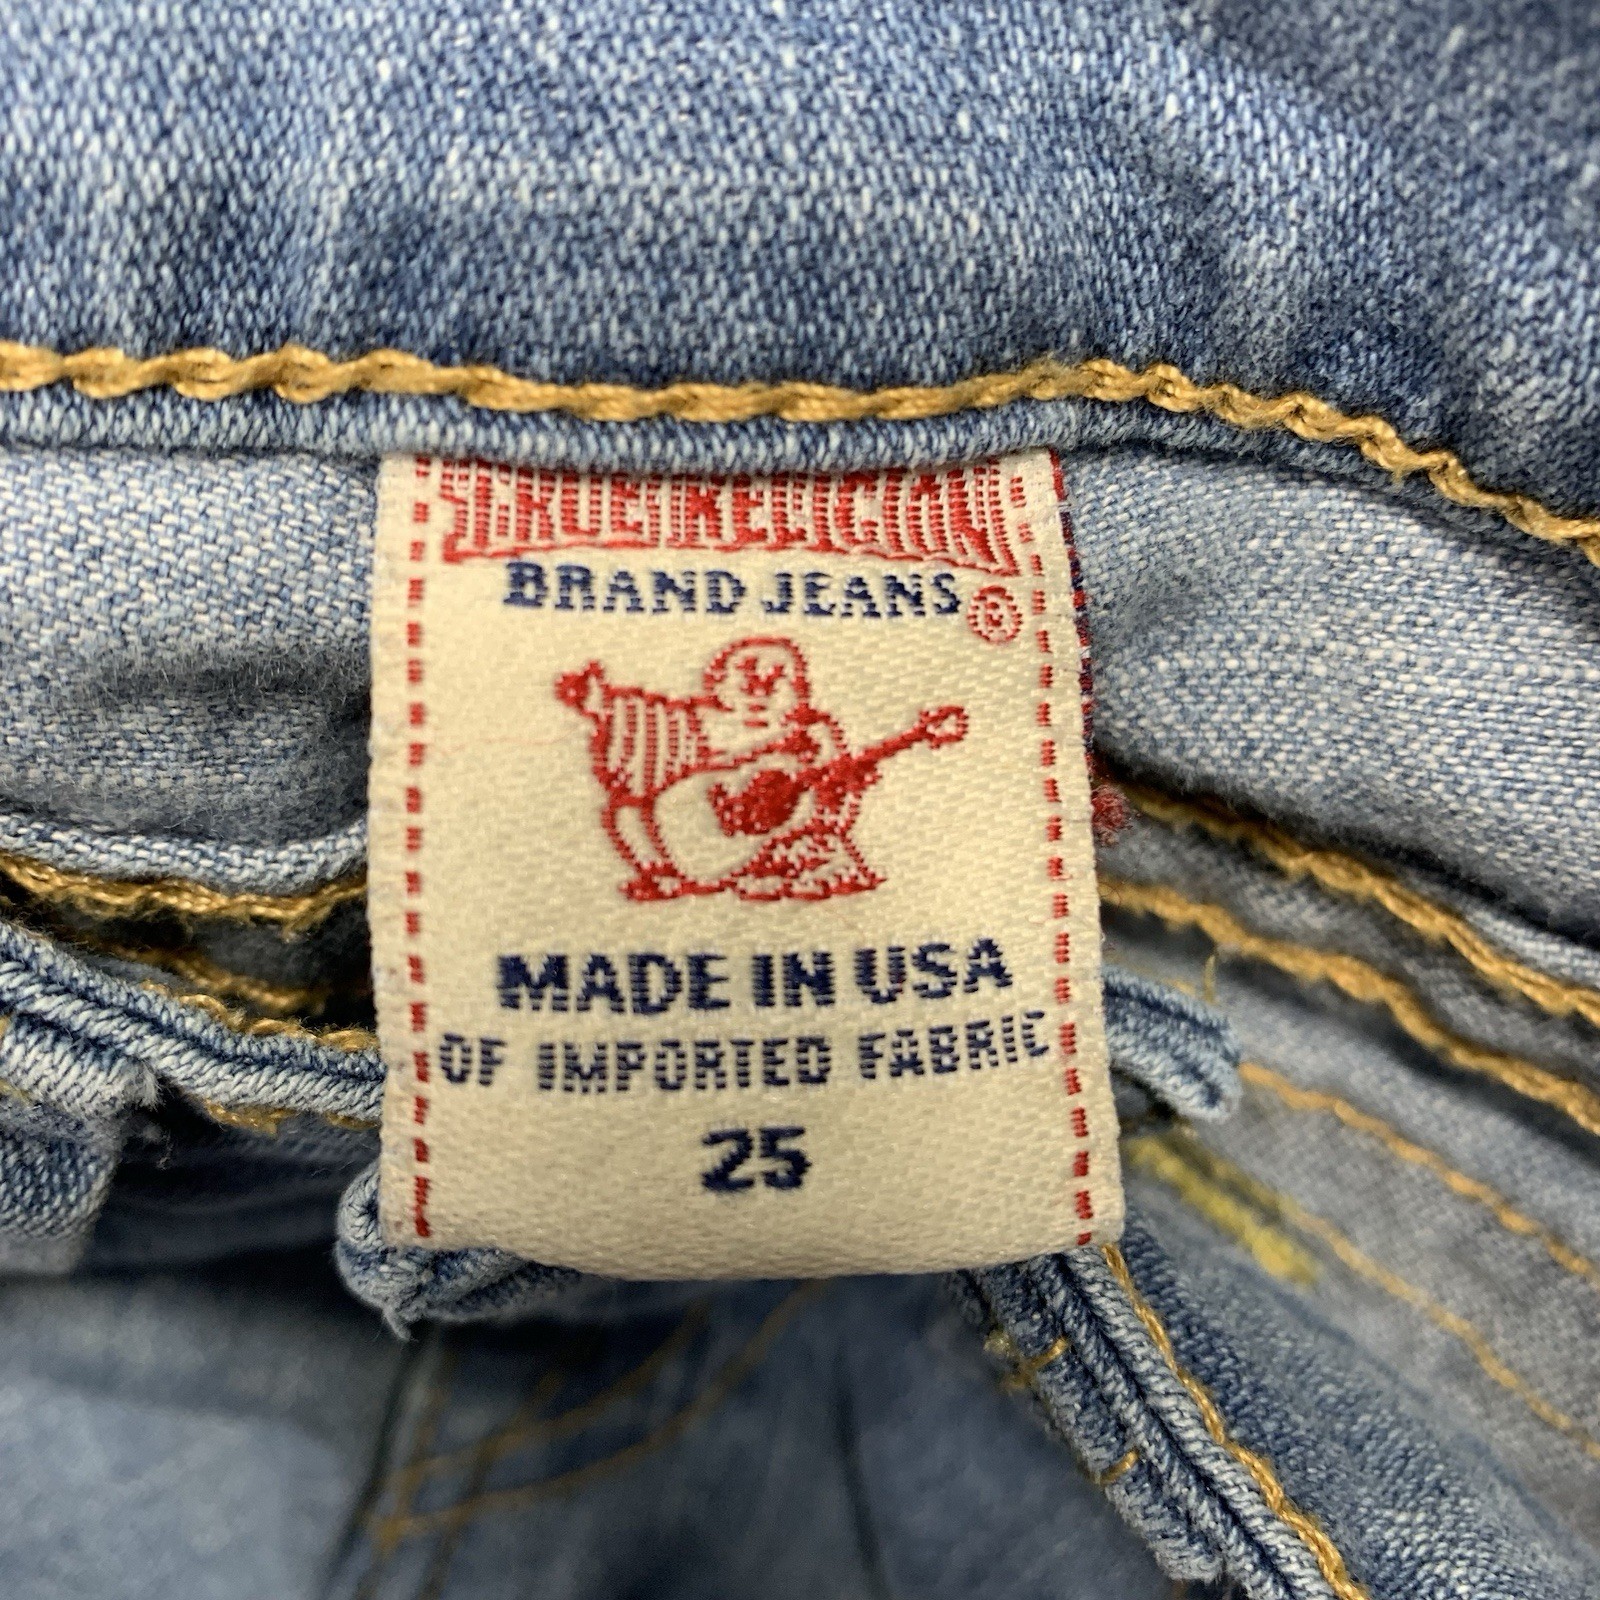 TRUE RELIGION
BRAND JEANS®
MADE IN USA
OF IMPORTED FABRIC
25